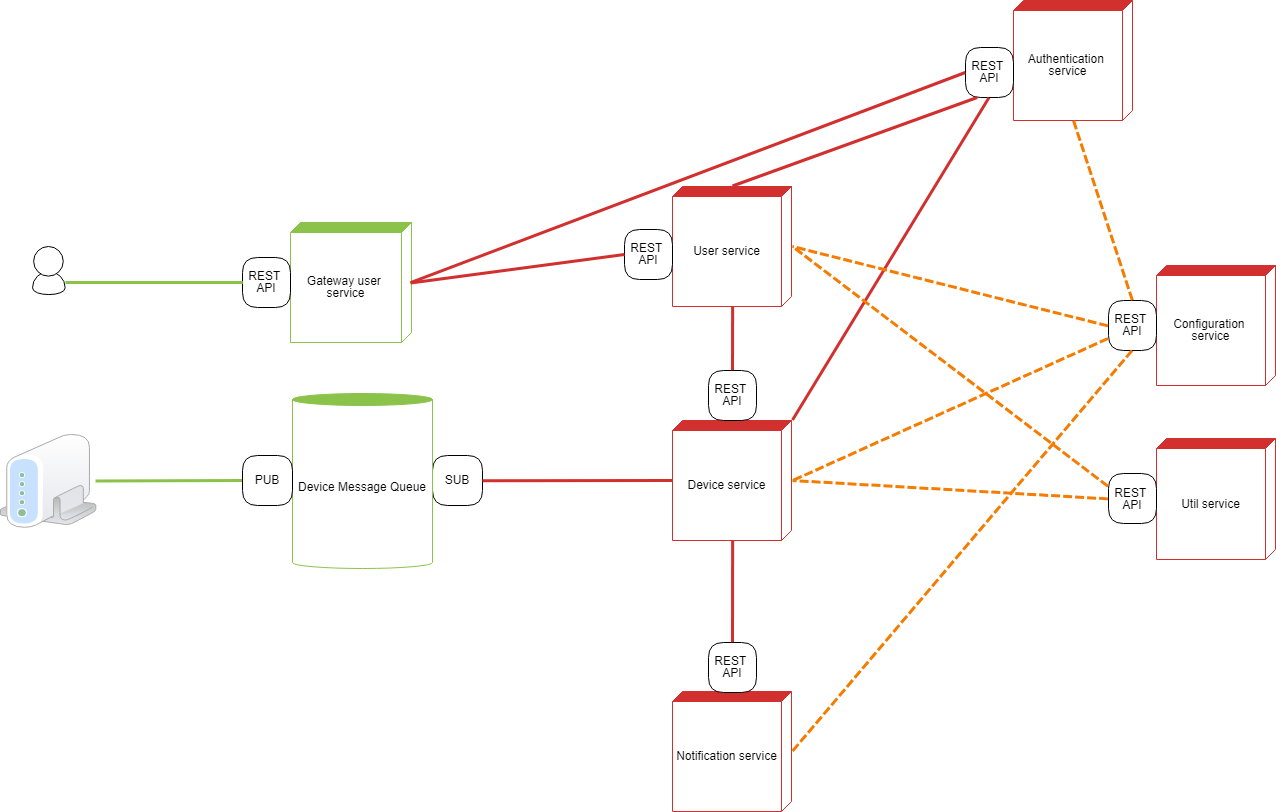 REST
API
Authentication
service
REST
API
User service
REST
API
Gateway user
service
REST
API
Configuration
service
REST
API
PUB
Device Message Queue
SUB
Device service
REST
API
Util service
REST
API
Notification service